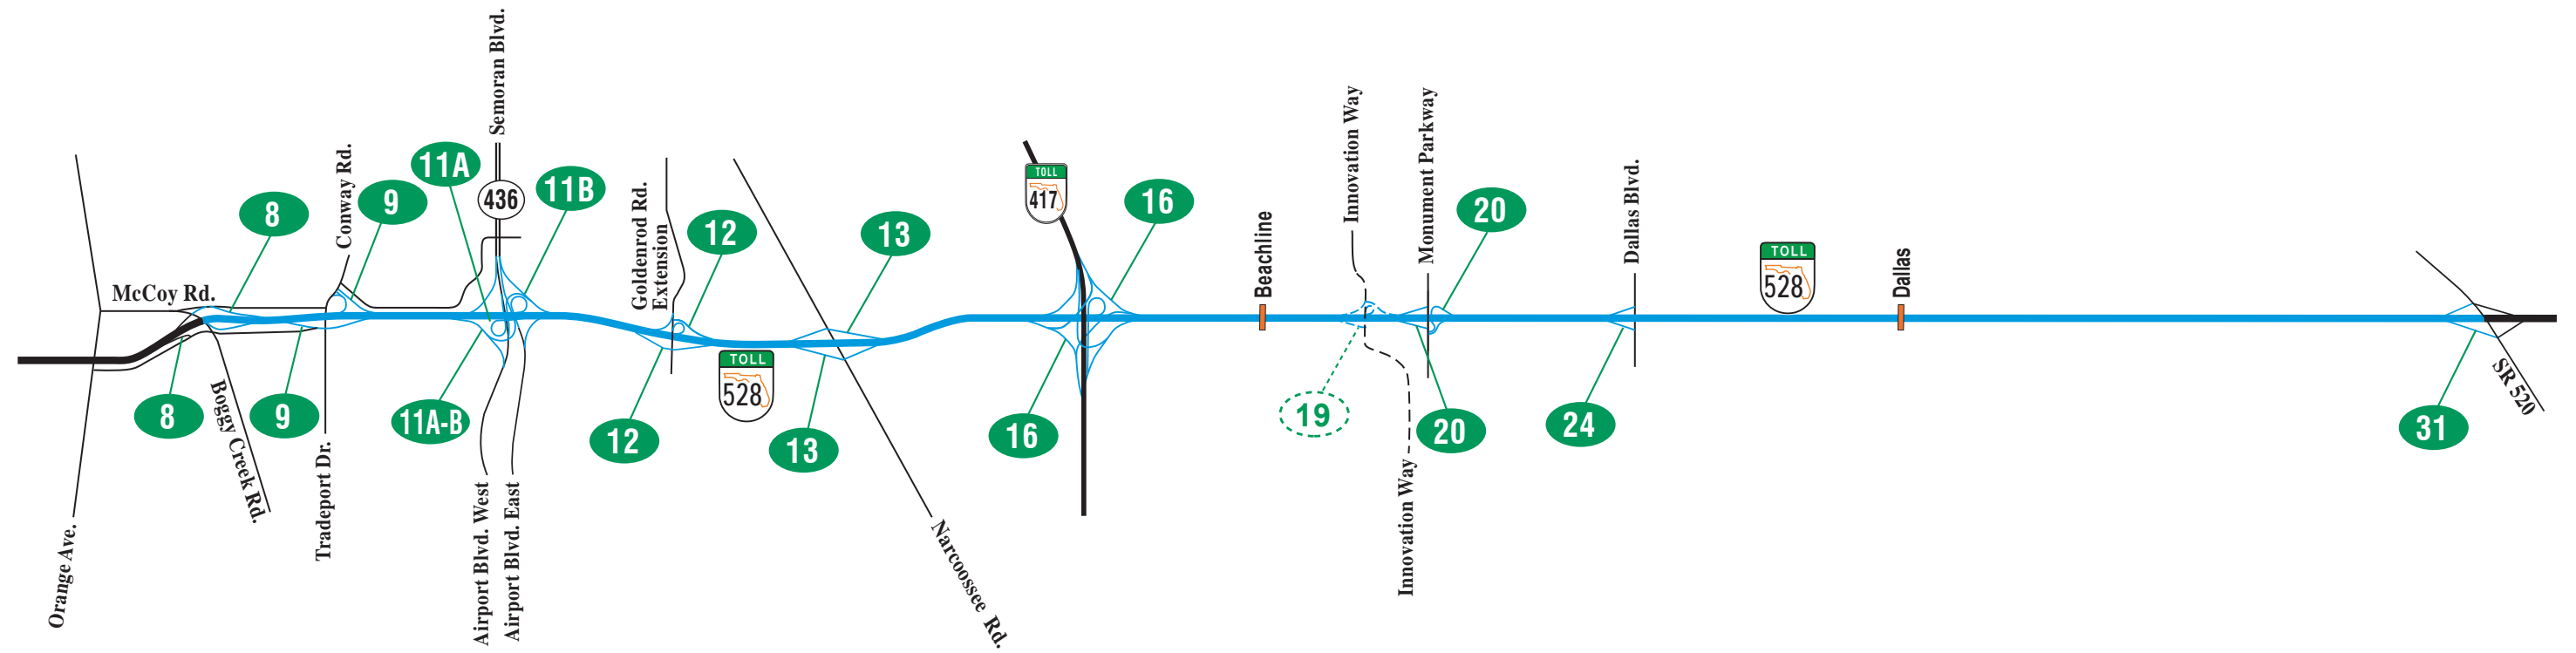 Semoran Blvd.
436
11A
11B
Conway Rd.
9
8
McCoy Rd.
8
Boggy Creek Rd.
9
Orange Ave.
Tradeport Dr.
11A-B
Airport Blvd. West
Airport Blvd. East
Goldenrod Rd.
Extension
12
12
TOLL
528
13
13
Narcoossee Rd.
TOLL
417
16
16
Beachline
Innovation Way
19
Innovation Way
Monument Parkway
20
20
Dallas Blvd.
24
TOLL
528
Dallas
31
SR 520